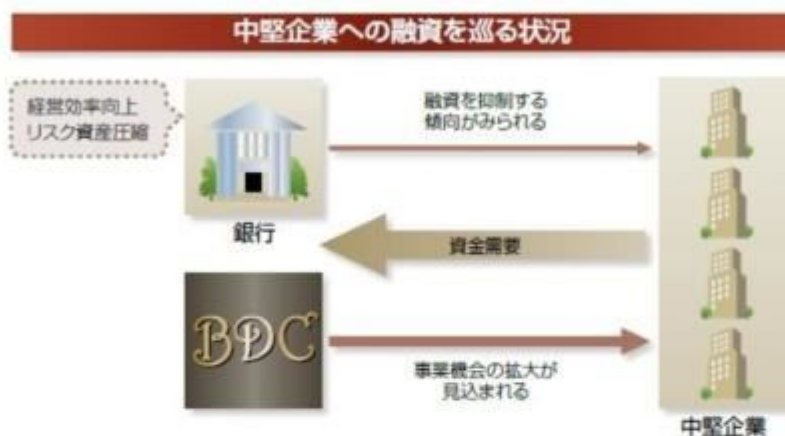 中堅企業への融資を巡る状況
経営効率向上
リスク資産圧縮
融資を抑制する
傾向がみられる
銀行
資金需要
BDC
事業機会の拡大が
見込まれる
中堅企業